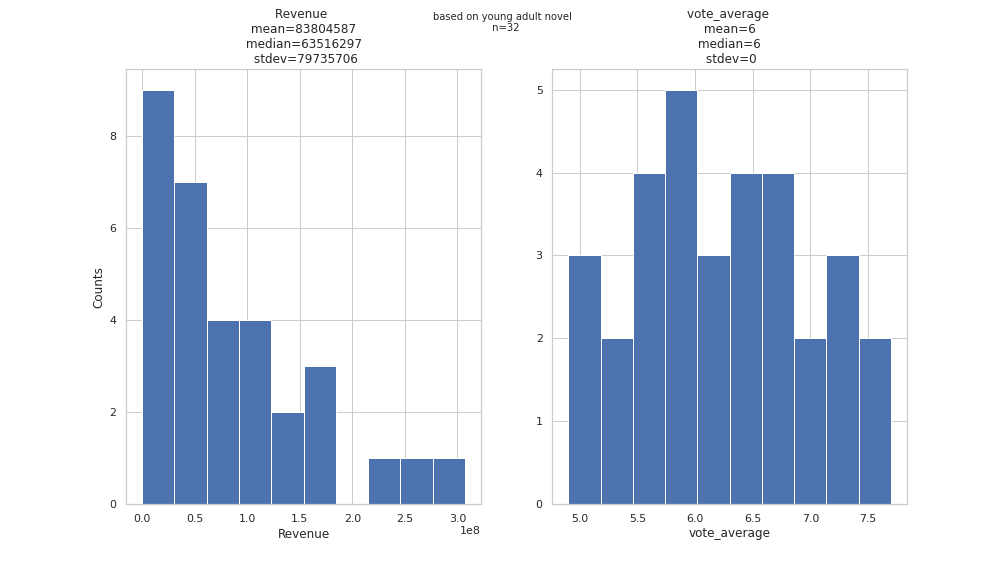 based on young adult novel
n=32
Revenue
mean=83804587
median=63516297
stdev=79735706
Counts
8
6
4
2
0
0.0 0.5 1.0 1.5 2.0 2.5 3.0
1e8
Revenue
vote_average
mean=6
median=6
stdev=0
5
4
3
2
1
0
5.0 5.5 6.0 6.5 7.0 7.5
vote_average